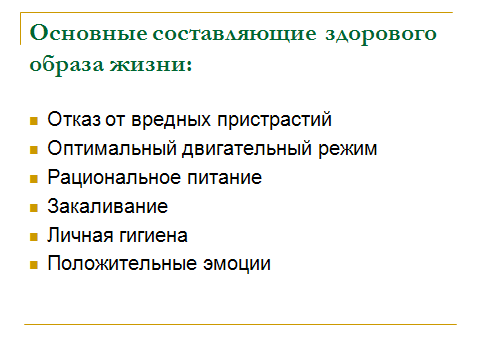 Основные составляющие здорового
образа жизни:
Отказ от вредных пристрастий
Оптимальный двигательный режим
Рациональное питание
Закаливание
Личная гигиена
Положительные эмоции